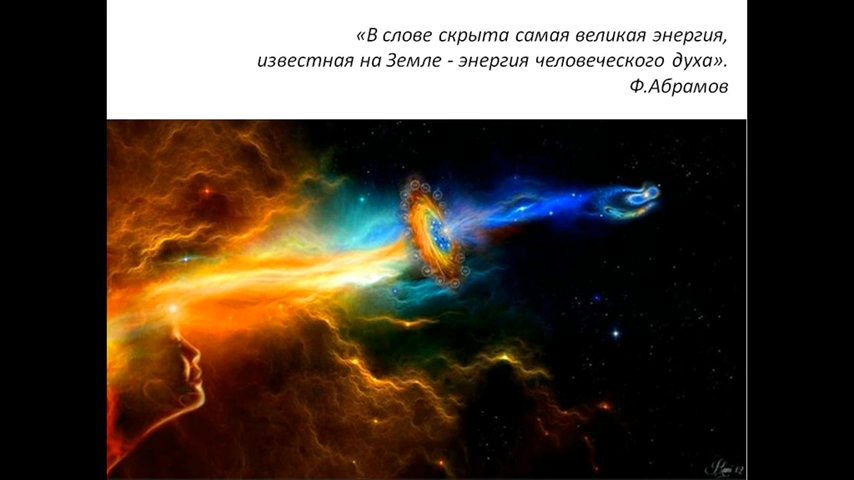 «В слове скрыта самая великая энергия,
известная на Земле - энергия человеческого духа».
Ф.Абрамов